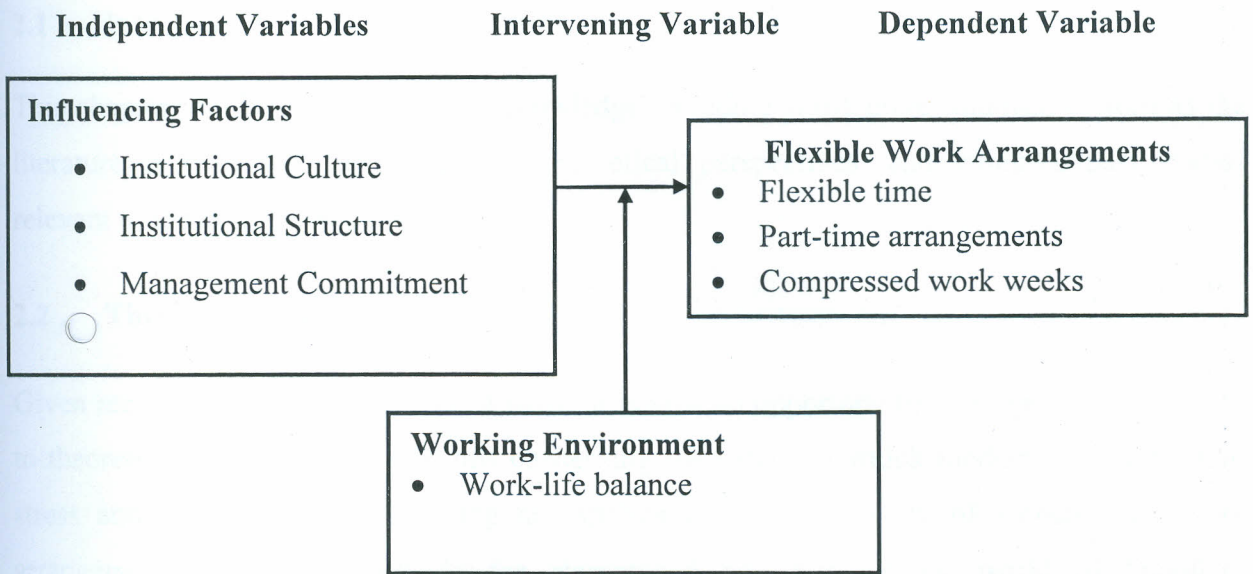 Independent Variables Intervening Variable Dependent Variable
Influencing Factors
• Institutional Culture
• Institutional Structure
• Management Commitment
Flexible Work Arrangements
• Flexible time
• Part-time arrangements
• Compressed work weeks
Working Environment
• Work-life balance